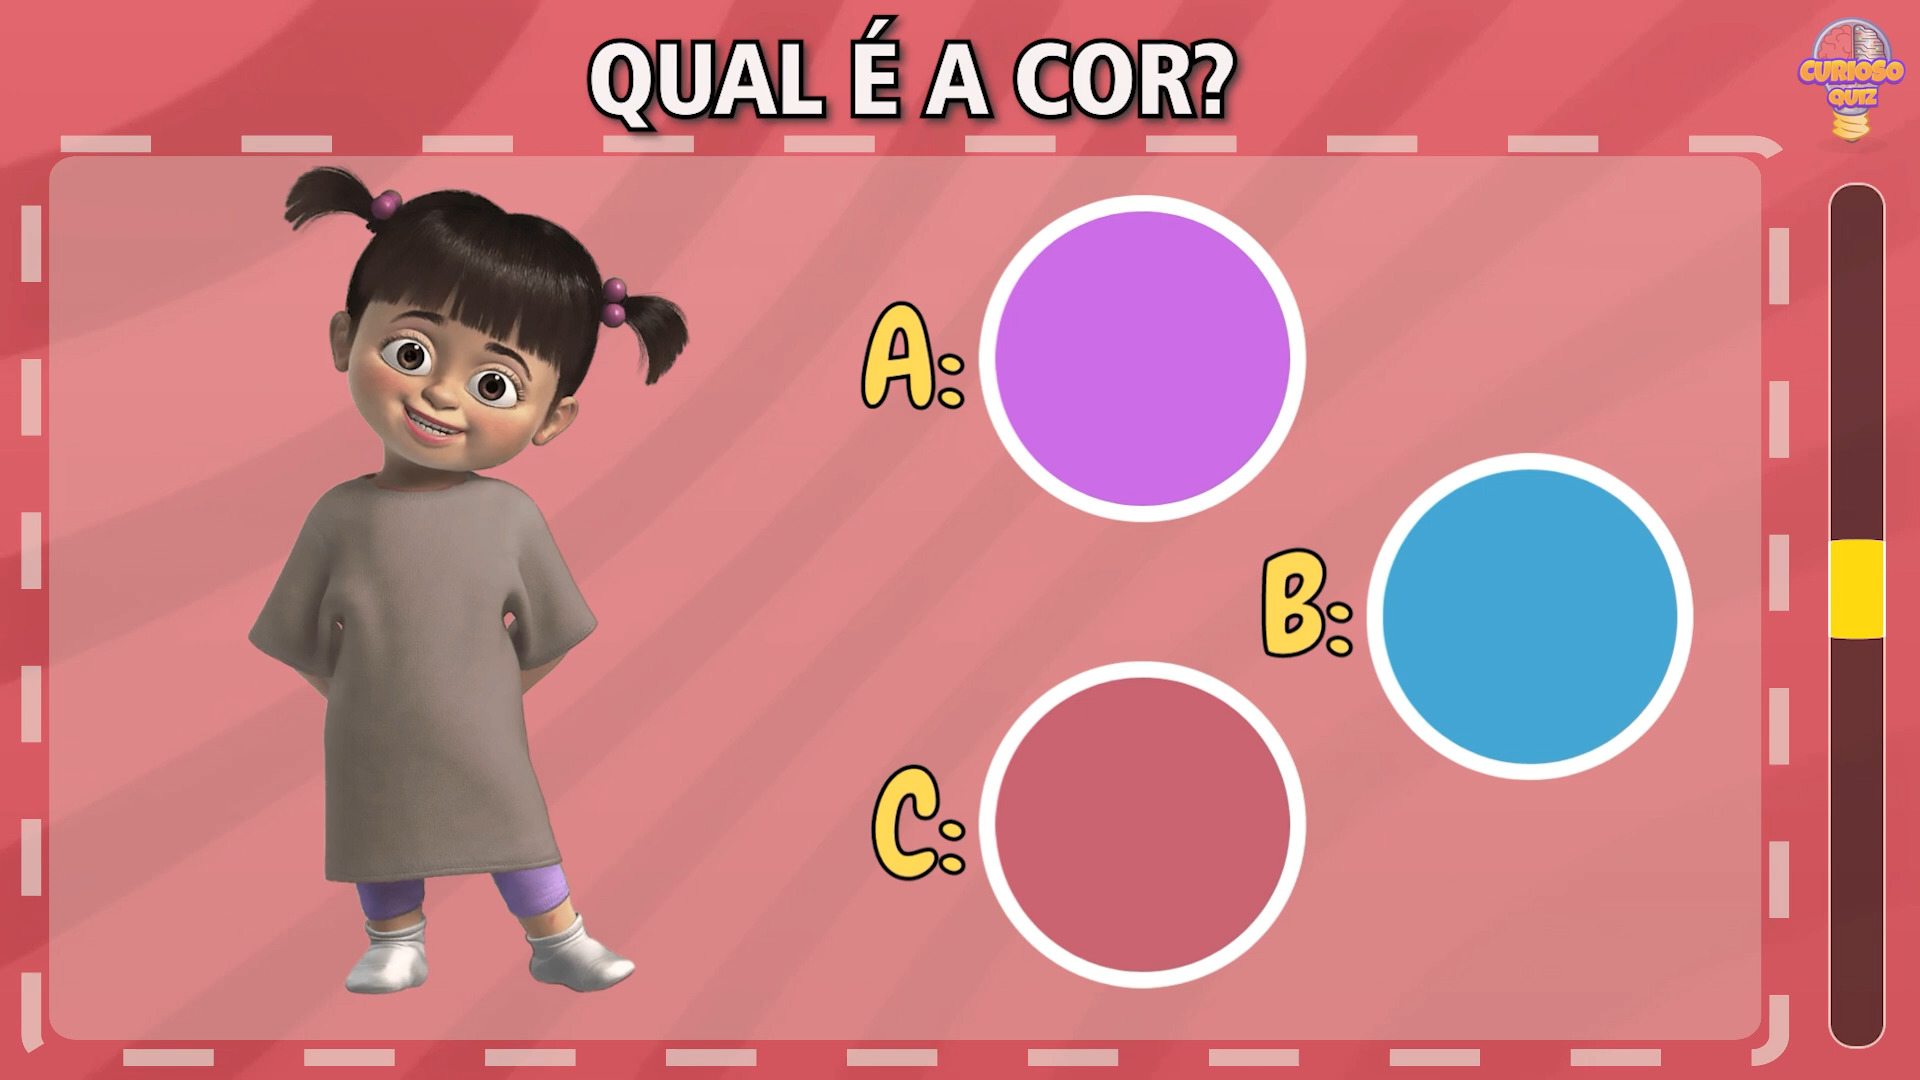 QUAL É A COR?
CURIOSO
QUIZ
A:
B:
C: